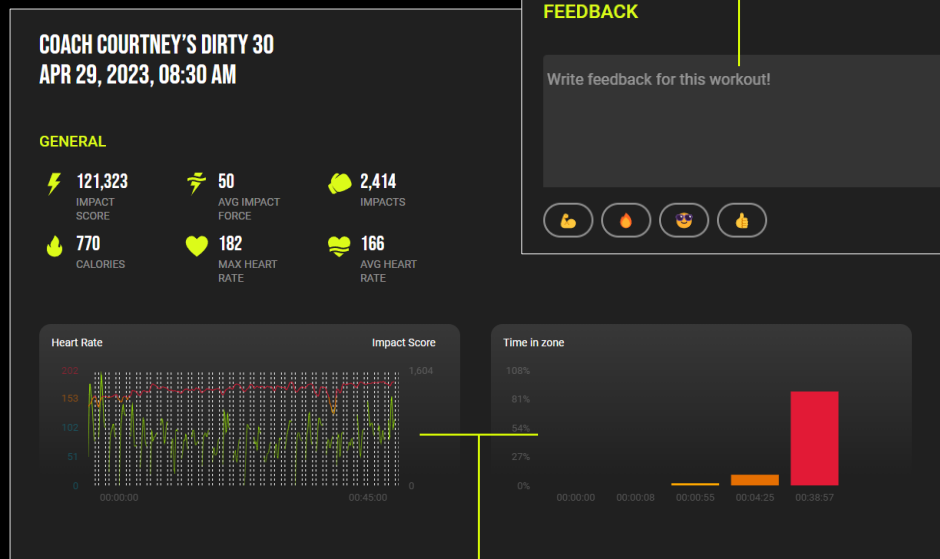 COACH COURTNEY’S DIRTY 30
APR 29, 2023, 08:30 AM
GENERAL
121,323
IMPACT
SCORE
50
AVG IMPACT
FORCE
2,414
IMPACTS
770
CALORIES
182
MAX HEART
RATE
166
AVG HEART
RATE
FEEDBACK
Write feedback for this workout!
Heart Rate
Impact Score
202
153
102
51
0
1,604
0
00:00:00
00:45:00
Time in zone
108%
81%
54%
27%
0%
00:00:00
00:00:08
00:00:55
00:04:25
00:38:57